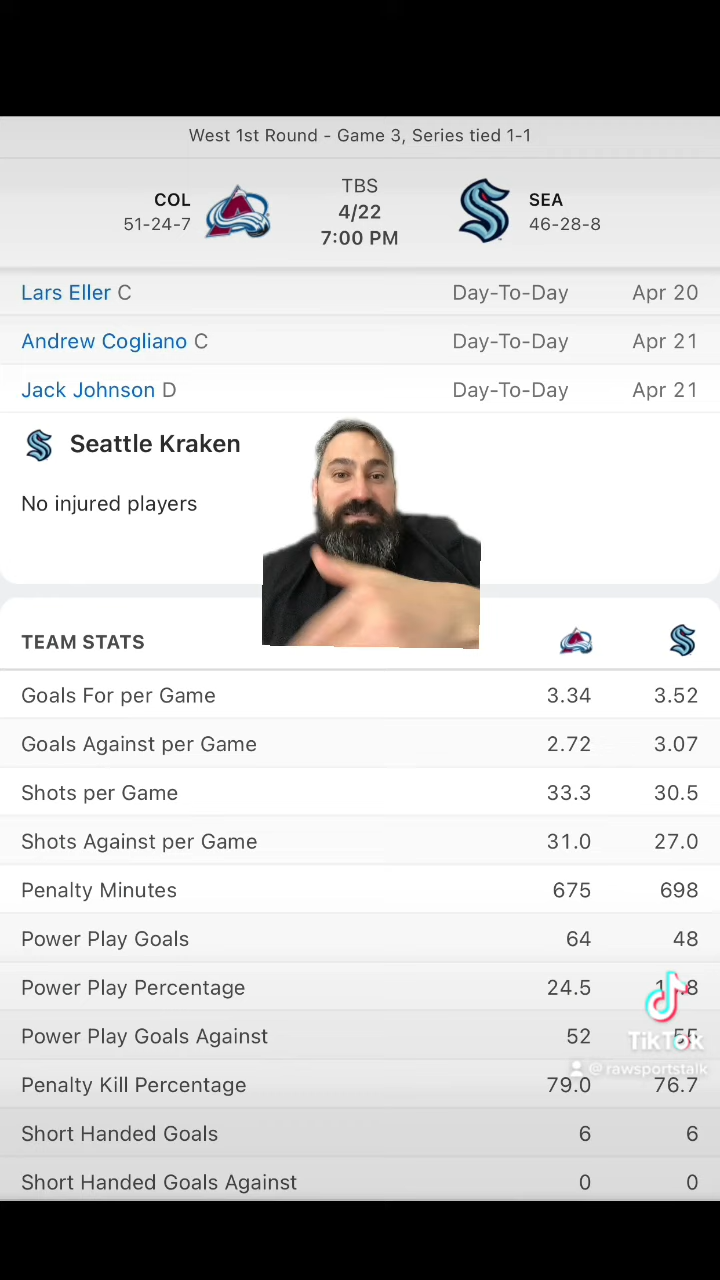 West 1st Round - Game 3, Series tied 1-1
COL 51-24-7
TBS
4/22
7:00 PM
SEA 46-28-8
Lars Eller C Day-To-Day Apr 20
Andrew Cogliano C Day-To-Day Apr 21
Jack Johnson D Day-To-Day Apr 21
Seattle Kraken
No injured players
TEAM STATS
Goals For per Game 3.34 3.52
Goals Against per Game 2.72 3.07
Shots per Game 33.3 30.5
Shots Against per Game 31.0 27.0
Penalty Minutes 675 698
Power Play Goals 64 48
Power Play Percentage 24.5
Power Play Goals Against 52 55
TikTok
@rawsportstalk
Penalty Kill Percentage 79.0 76.7
Short Handed Goals 6 6
Short Handed Goals Against 0 0